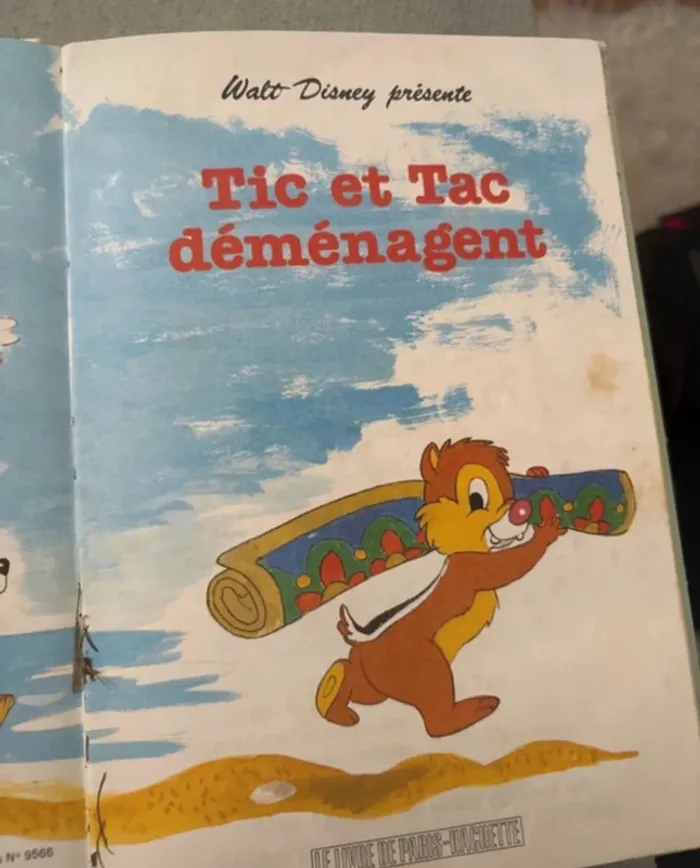 Walt Disney présente
Tic et Tac
déménagent
LE LIVRE DE PARIS-HACHETTE
N° 9566